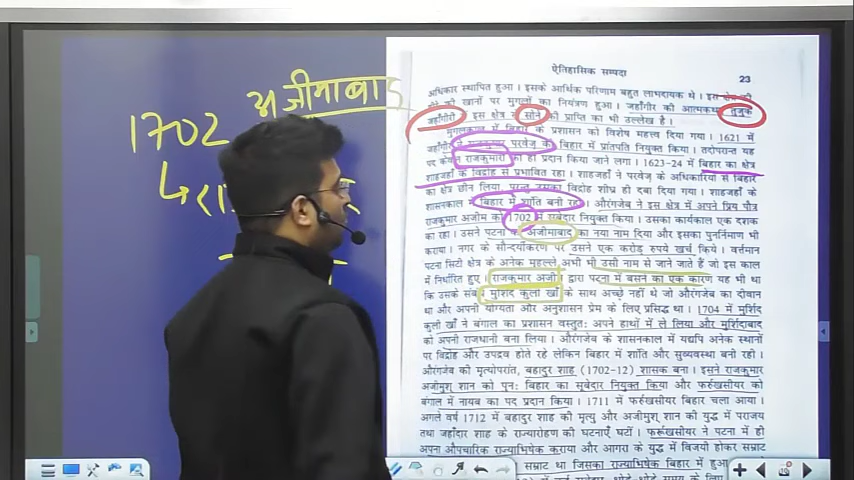 अजीमाबाद
1702
ऐतिहासिक सम्पदा
23
अधिकार स्थापित हुआ । इसके आर्थिक परिणाम बहुत लाभदायक थे । इस क्षेत्र की
की खानों पर मुगलों का नियंत्रण हुआ । जहाँगीर की आत्मकथा तुजुके
जहाँगीरी इस क्षेत्र से सोने की प्राप्ति का भी उल्लेख है ।
मुगलकाल में बिहार के प्रशासन को विशेष महत्त्व दिया गया । 1621 में
जहाँगीर ने राजकुमार परवेज को बिहार में प्रांतपति नियुक्त किया । तदोपरान्त यह
पद केवल राजकुमारों को ही प्रदान किया जाने लगा । 1623-24 में बिहार का क्षेत्र
शाहजहाँ के विद्रोह से प्रभावित रहा । शाहजहाँ ने परवेज के अधिकारियों से बिहार
का क्षेत्र छीन लिया परन्तु उसका विद्रोह शीघ्र ही दबा दिया गया । शाहजहाँ के
शासनकाल में बिहार में शांति बनी रही । औरंगजेब ने इस क्षेत्र में अपने प्रिय पौत्र
राजकुमार अजीम को 1702 में सूबेदार नियुक्त किया । उसका कार्यकाल एक दशक
का रहा । उसने पटना को अजीमाबाद का नया नाम दिया और इसका पुनर्निमाण भी
कराया । नगर के सौन्दर्यीकरण पर उसने एक करोड़ रुपये खर्च किये । वर्त्तमान
पटना सिटी क्षेत्र के अनेक मुहल्ले अभी भी उसी नाम से जाने जाते हैं जो इस काल
में निर्धारित हुए । राजकुमार अजी द्वारा पटना में बसने का एक कारण यह भी था
कि उसके संबंध मुर्शिद कुली खाँ के साथ अच्छे नहीं थे जो औरंगजेब का दीवान
था और अपनी योग्यता और अनुशासन प्रेम के लिए प्रसिद्ध था । 1704 में मुर्शिद
कुली खाँ ने बंगाल का प्रशासन वस्तुतः अपने हाथों में ले लिया और मुर्शिदाबाद
को अपनी राजधानी बना लिया । औरंगजेब के शासनकाल में यद्यपि अनेक स्थानों
पर विद्रोह और उपद्रव होते रहे लेकिन बिहार में शांति और सुव्यवस्था बनी रही ।
औरंगजेब की मृत्योपरांत, बहादुर शाह (1702-12) शासक बना । इसने राजकुमार
अजीमुश् शान को पुनः बिहार का सूबेदार नियुक्त किया और फर्रुखसीयर को
बंगाल में नायब का पद प्रदान किया । 1711 में फर्रुखसीयर बिहार चला आया ।
अगले वर्ष 1712 में बहादुर शाह की मृत्यु और अजीमुश् शान की युद्ध में पराजय
तथा जहाँदार शाह के राज्यारोहण की घटनाएँ घटीं । फर्रूखसीयर ने पटना में ही
अपना औपचारिक राज्याभिषेक कराया और आगरा के युद्ध में विजयी होकर सम्राट
सम्राट था जिसका राज्याभिषेक बिहार में हुआ